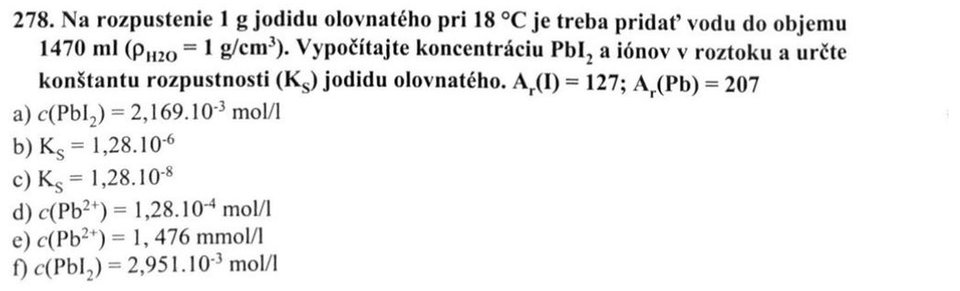 278. Na rozpustenie 1 g jodidu olovnatého pri 18 °C je treba pridať vodu do objemu
1470 ml (ρH2O = 1 g/cm³). Vypočítajte koncentráciu PbI₂ a iónov v roztoku a určte
konštantu rozpustnosti (KS) jodidu olovnatého. Aᵣ(I) = 127; Aᵣ(Pb) = 207
a) c(PbI₂) = 2,169.10⁻³ mol/l
b) KS = 1,28.10⁻⁶
c) KS = 1,28.10⁻⁸
d) c(Pb²⁺) = 1,28.10⁻⁴ mol/l
e) c(Pb²⁺) = 1, 476 mmol/l
f) c(PbI₂) = 2,951.10⁻³ mol/l